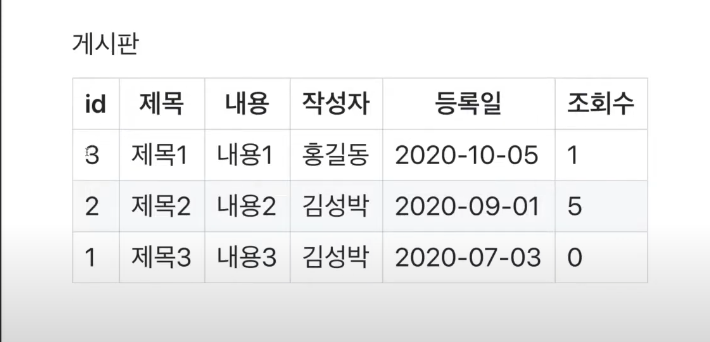 게시판
id 제목 내용 작성자 등록일 조회수
3 제목1 내용1 홍길동 2020-10-05 1
2 제목2 내용2 김성박 2020-09-01 5
1 제목3 내용3 김성박 2020-07-03 0